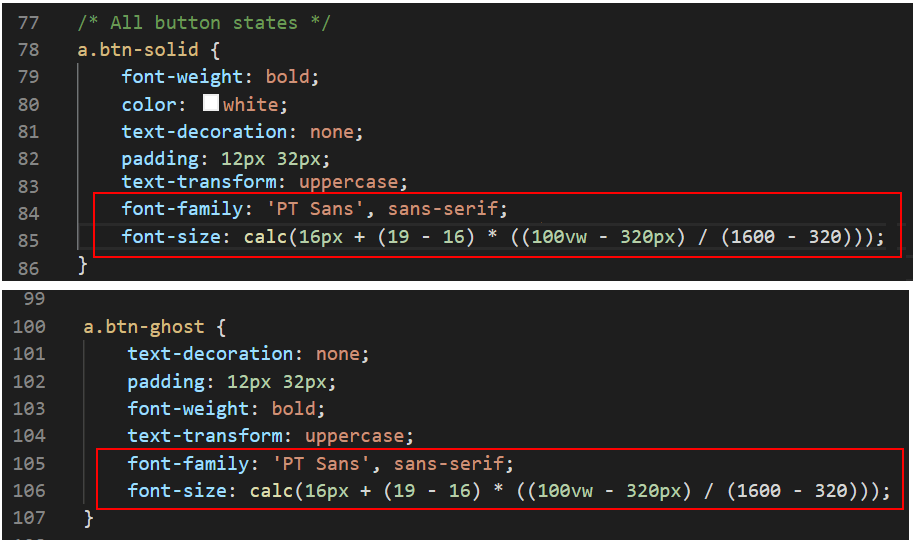 77 /* All button states */
78 a.btn-solid {
79 font-weight: bold;
80 color: white;
81 text-decoration: none;
82 padding: 12px 32px;
83 text-transform: uppercase;
84 font-family: 'PT Sans', sans-serif;
85 font-size: calc(16px + (19 - 16) * ((100vw - 320px) / (1600 - 320)));
86 }
99
100 a.btn-ghost {
101 text-decoration: none;
102 padding: 12px 32px;
103 font-weight: bold;
104 text-transform: uppercase;
105 font-family: 'PT Sans', sans-serif;
106 font-size: calc(16px + (19 - 16) * ((100vw - 320px) / (1600 - 320)));
107 }